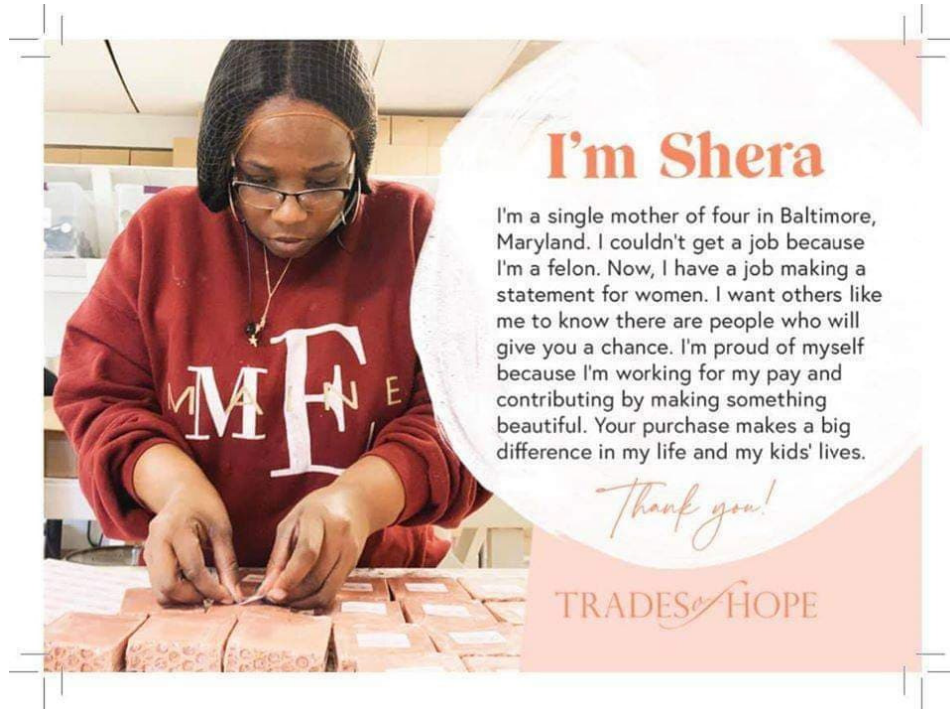 I'm Shera
I'm a single mother of four in Baltimore,
Maryland. I couldn't get a job because
I'm a felon. Now, I have a job making a
statement for women. I want others like
me to know there are people who will
give you a chance. I'm proud of myself
because I'm working for my pay and
contributing by making something
beautiful. Your purchase makes a big
difference in my life and my kids' lives.
Thank you!
TRADES of HOPE
ME
MAINE